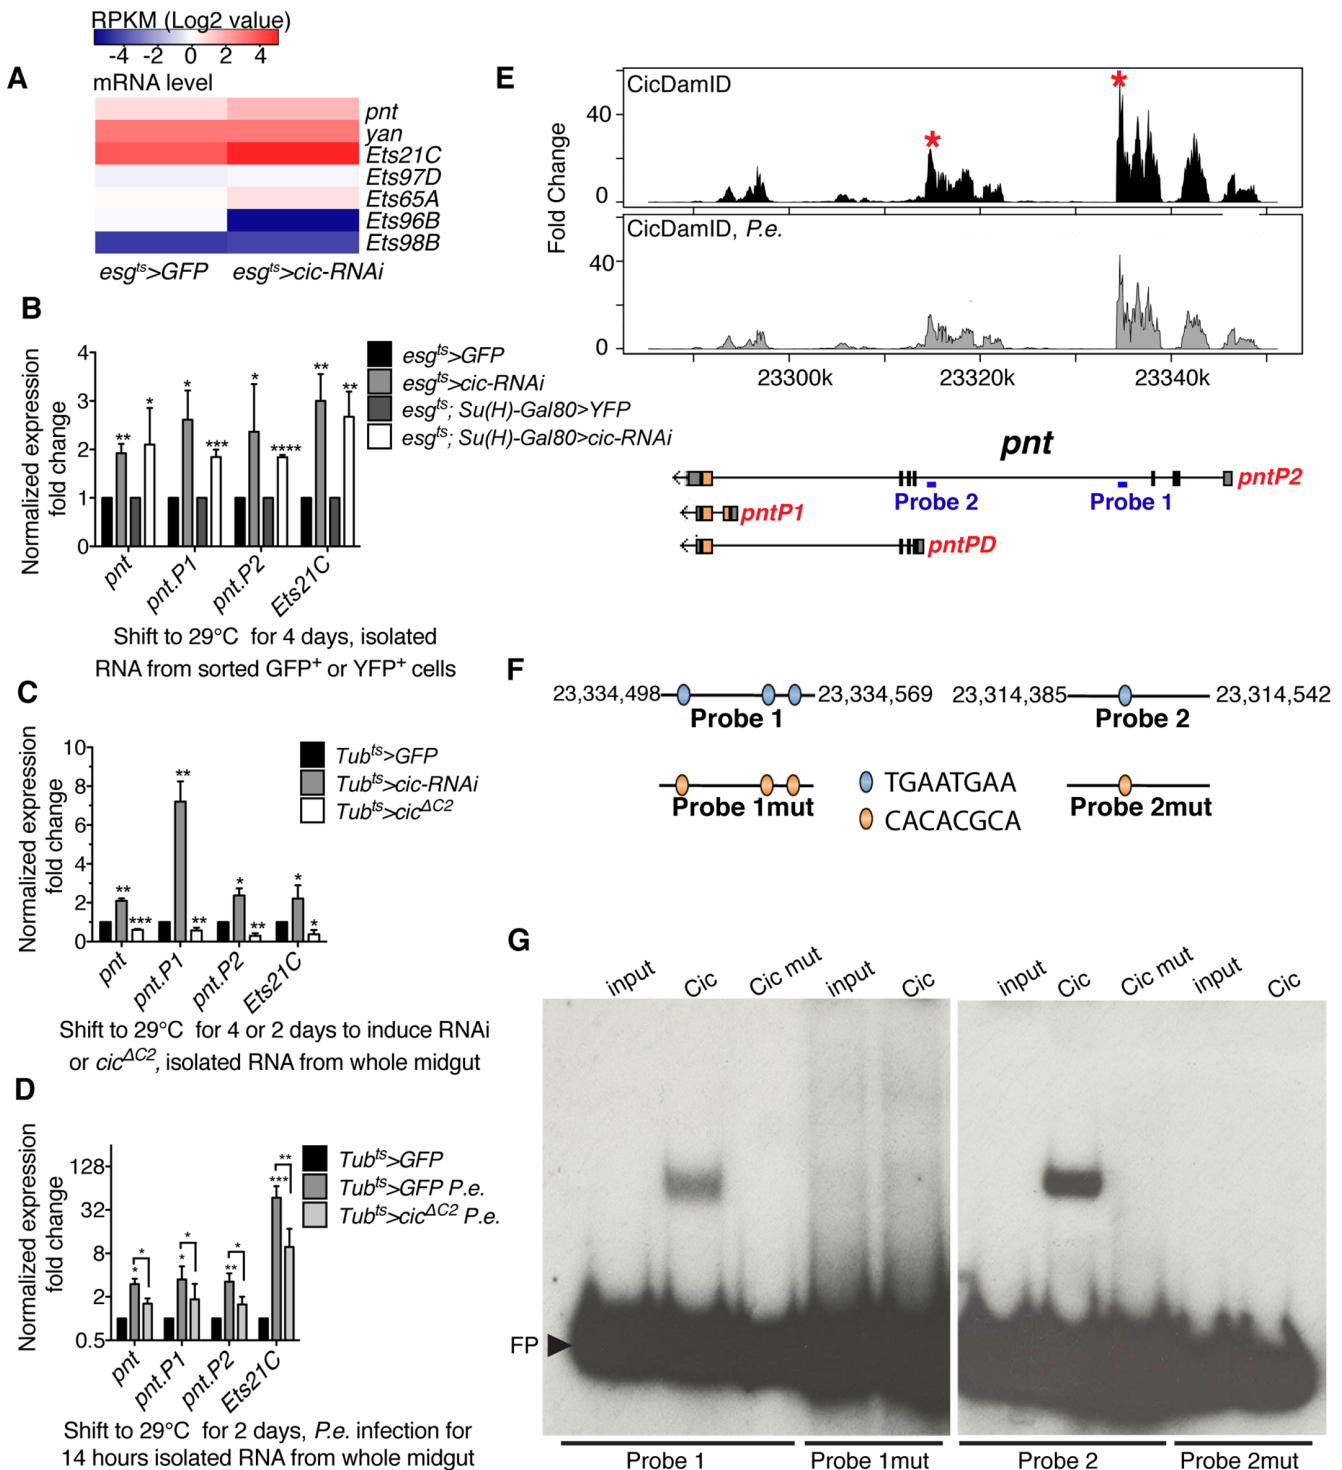 RPKM (Log2 value)
-4 -2 0 2 4
A
mRNA level
pnt
yan
Ets21C
Ets97D
Ets65A
Ets96B
Ets98B
esgts>GFP esgts>cic-RNAi
B
Normalized expression
fold change
4
3
2
1
0
** * * *** * **** ** **
esgts>GFP
esgts>cic-RNAi
esgts; Su(H)-Gal80>YFP
esgts; Su(H)-Gal80>cic-RNAi
pnt pnt.P1 pnt.P2 Ets21C
Shift to 29°C for 4 days, isolated
RNA from sorted GFP+ or YFP+ cells
C
Normalized expression
fold change
10
8
6
4
2
0
** *** ** ** * ** * *
Tubts>GFP
Tubts>cic-RNAi
Tubts>cicΔC2
pnt pnt.P1 pnt.P2 Ets21C
Shift to 29°C for 4 or 2 days to induce RNAi
or cicΔC2, isolated RNA from whole midgut
D
Normalized expression
fold change
128
32
8
2
0.5
* * * * ** * *** **
Tubts>GFP
Tubts>GFP P.e.
Tubts>cicΔC2 P.e.
pnt pnt.P1 pnt.P2 Ets21C
Shift to 29°C for 2 days, P.e. infection for
14 hours isolated RNA from whole midgut
E
Fold Change
CicDamID
40
0
* *
CicDamID, P.e.
40
0
23300k 23320k 23340k
pnt
pntP2
Probe 2 Probe 1
pntP1
pntPD
F
23,334,498 23,334,569 23,314,385 23,314,542
Probe 1 Probe 2
TGAATGAA
Probe 1mut Probe 2mut
CACACGCA
G
input Cic Cic mut input Cic input Cic Cic mut input Cic
FP
Probe 1 Probe 1mut Probe 2 Probe 2mut